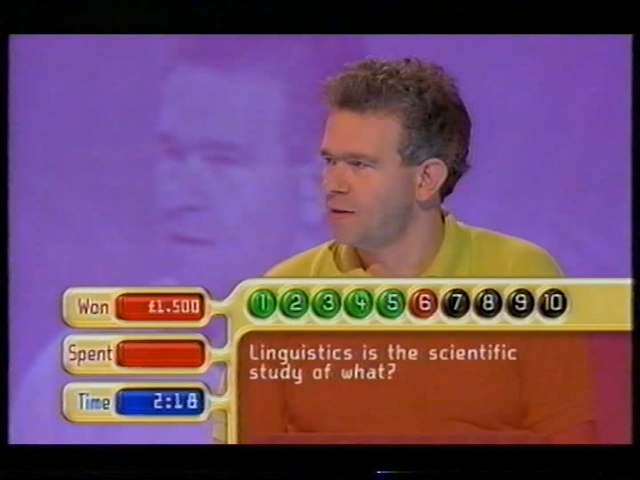 Won £1,500
1 2 3 4 5 6 7 8 9 10
Spent
Linguistics is the scientific
study of what?
Time 2:18